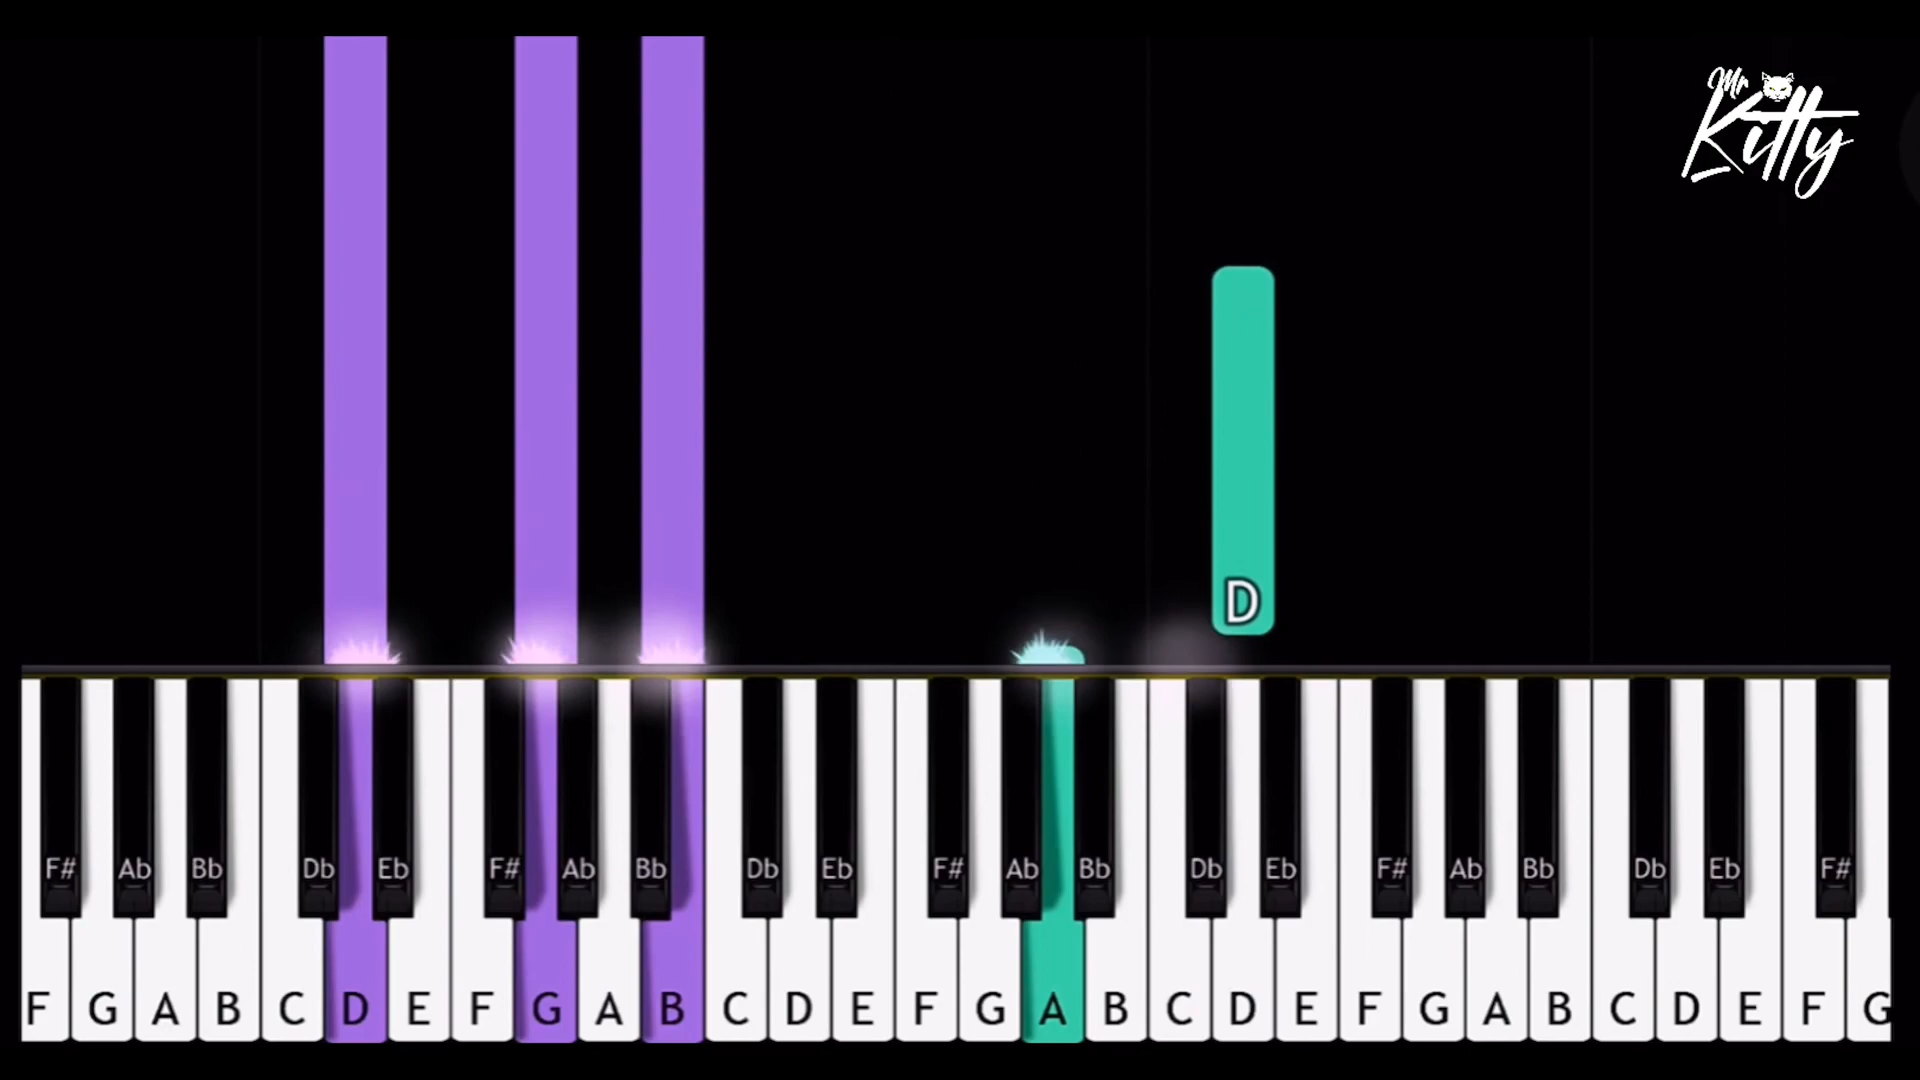 Mr
Kitty
D
F# Ab Bb Db Eb F# Ab Bb Db Eb F# Ab Bb Db Eb F# Ab Bb Db Eb F#
F G A B C D E F G A B C D E F G A B C D E F G A B C D E F G